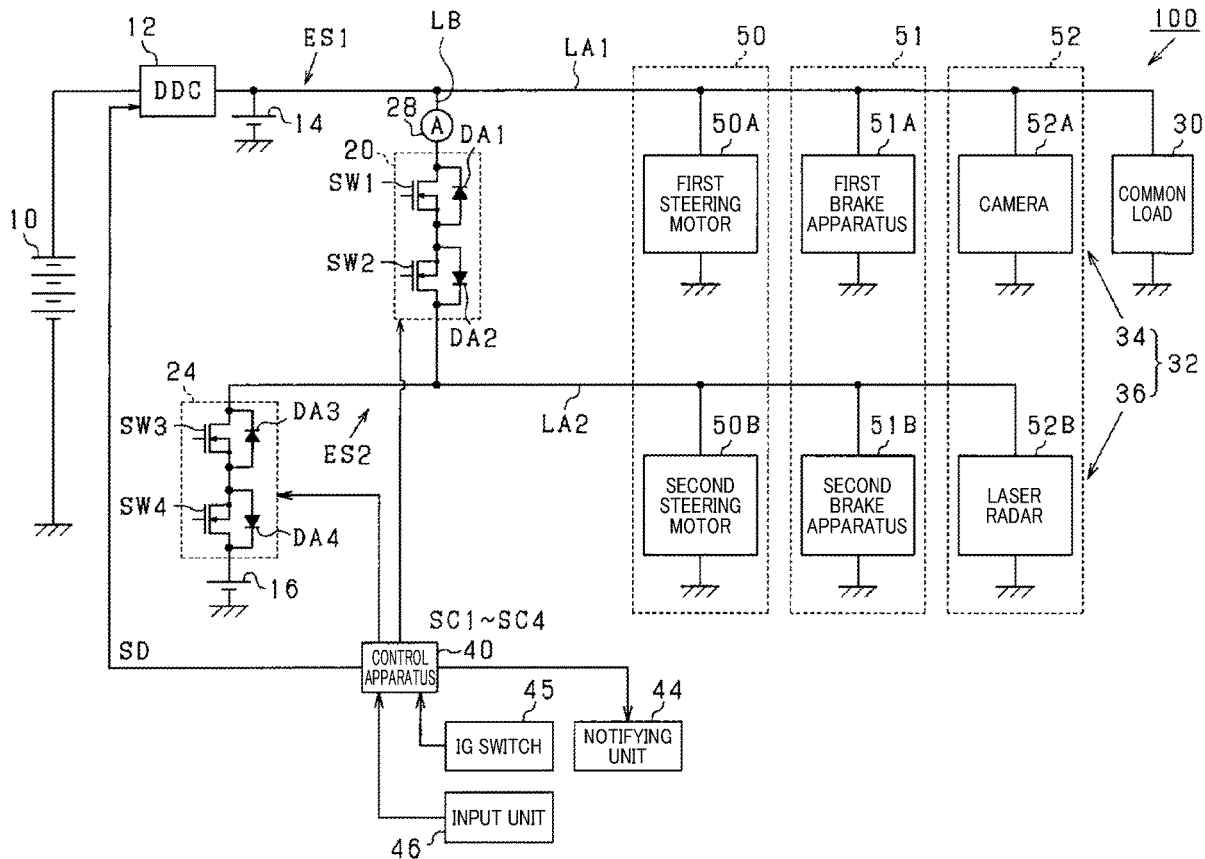 100
12
ES1
LB
LA1
50
51
52
DDC
14
28
A
DA1
50A
51A
52A
30
20
SW1
FIRST
STEERING
MOTOR
FIRST
BRAKE
APPARATUS
CAMERA
COMMON
LOAD
10
SW2
DA2
34
32
36
24
DA3
LA2
50B
51B
52B
SW3
ES2
SECOND
STEERING
MOTOR
SECOND
BRAKE
APPARATUS
LASER
RADAR
SW4
DA4
16
SC1~SC4
SD
CONTROL
APPARATUS
40
45
44
IG SWITCH
NOTIFYING
UNIT
INPUT UNIT
46